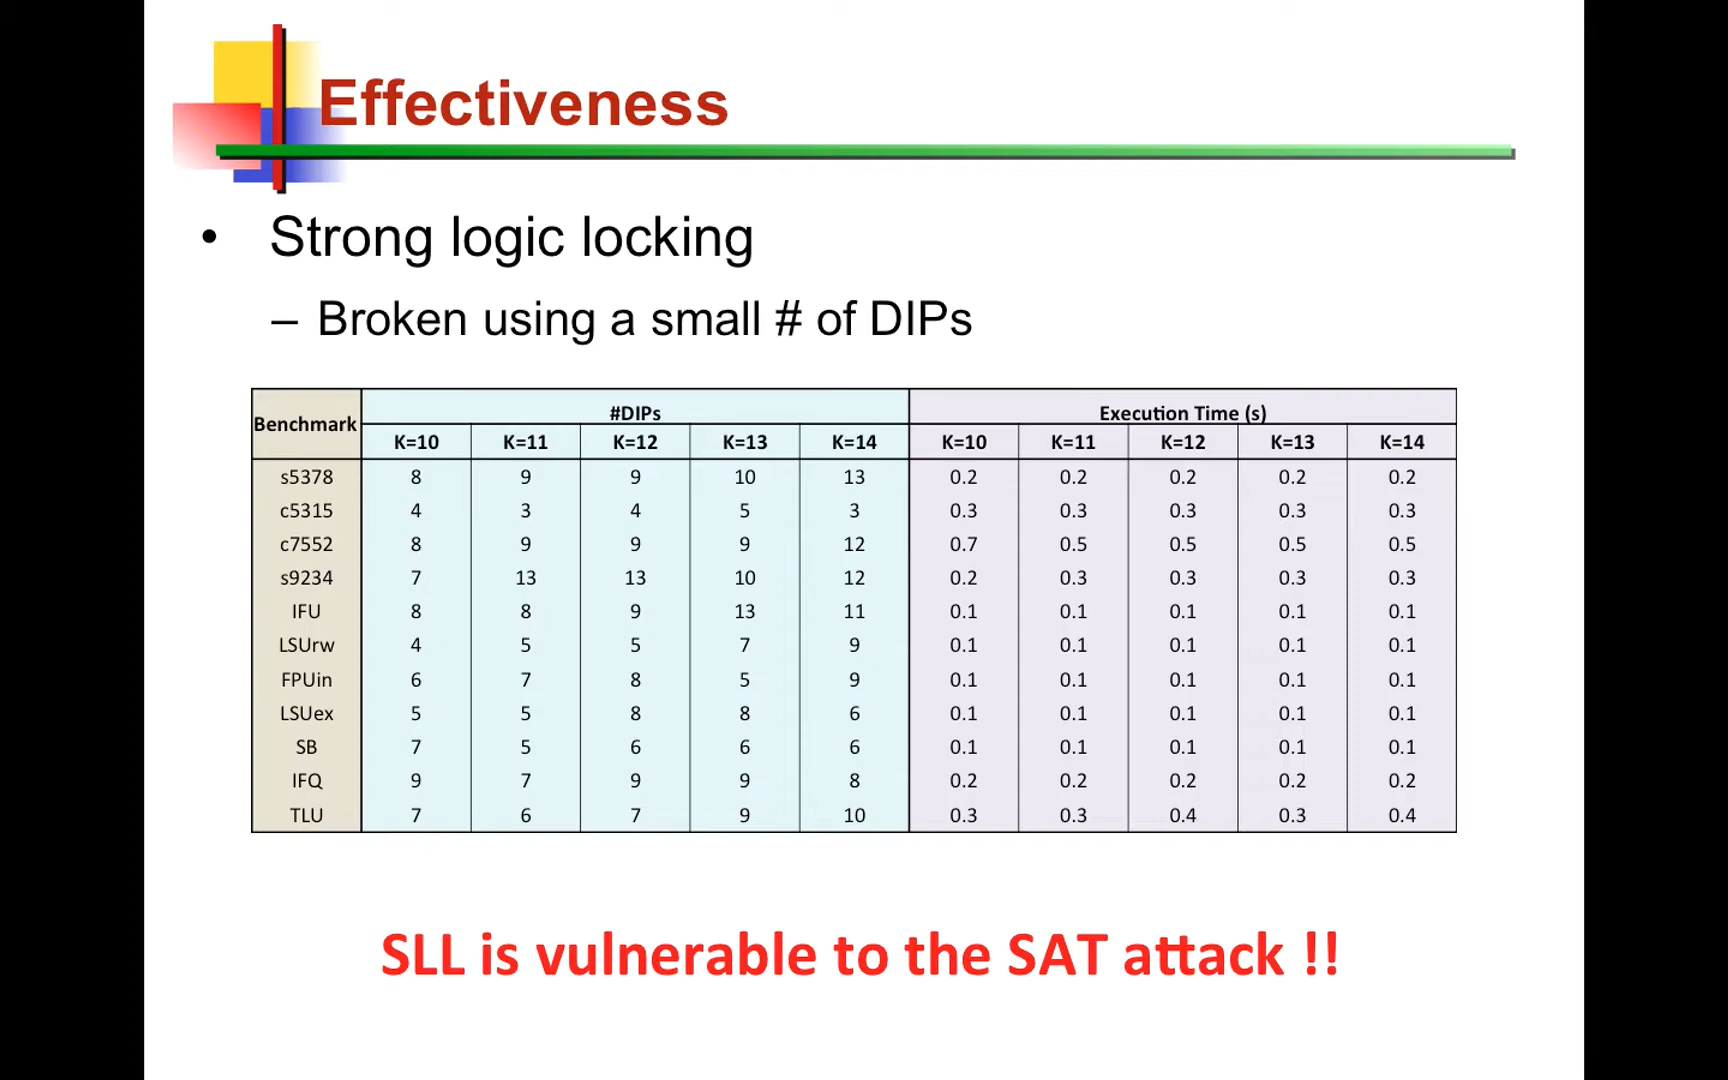 Effectiveness
• Strong logic locking
– Broken using a small # of DIPs
Benchmark #DIPs Execution Time (s)
K=10 K=11 K=12 K=13 K=14 K=10 K=11 K=12 K=13 K=14
s5378 8 9 9 10 13 0.2 0.2 0.2 0.2 0.2
c5315 4 3 4 5 3 0.3 0.3 0.3 0.3 0.3
c7552 8 9 9 9 12 0.7 0.5 0.5 0.5 0.5
s9234 7 13 13 10 12 0.2 0.3 0.3 0.3 0.3
IFU 8 8 9 13 11 0.1 0.1 0.1 0.1 0.1
LSUrw 4 5 5 7 9 0.1 0.1 0.1 0.1 0.1
FPUin 6 7 8 5 9 0.1 0.1 0.1 0.1 0.1
LSUex 5 5 8 8 6 0.1 0.1 0.1 0.1 0.1
SB 7 5 6 6 6 0.1 0.1 0.1 0.1 0.1
IFQ 9 7 9 9 8 0.2 0.2 0.2 0.2 0.2
TLU 7 6 7 9 10 0.3 0.3 0.4 0.3 0.4
SLL is vulnerable to the SAT attack !!